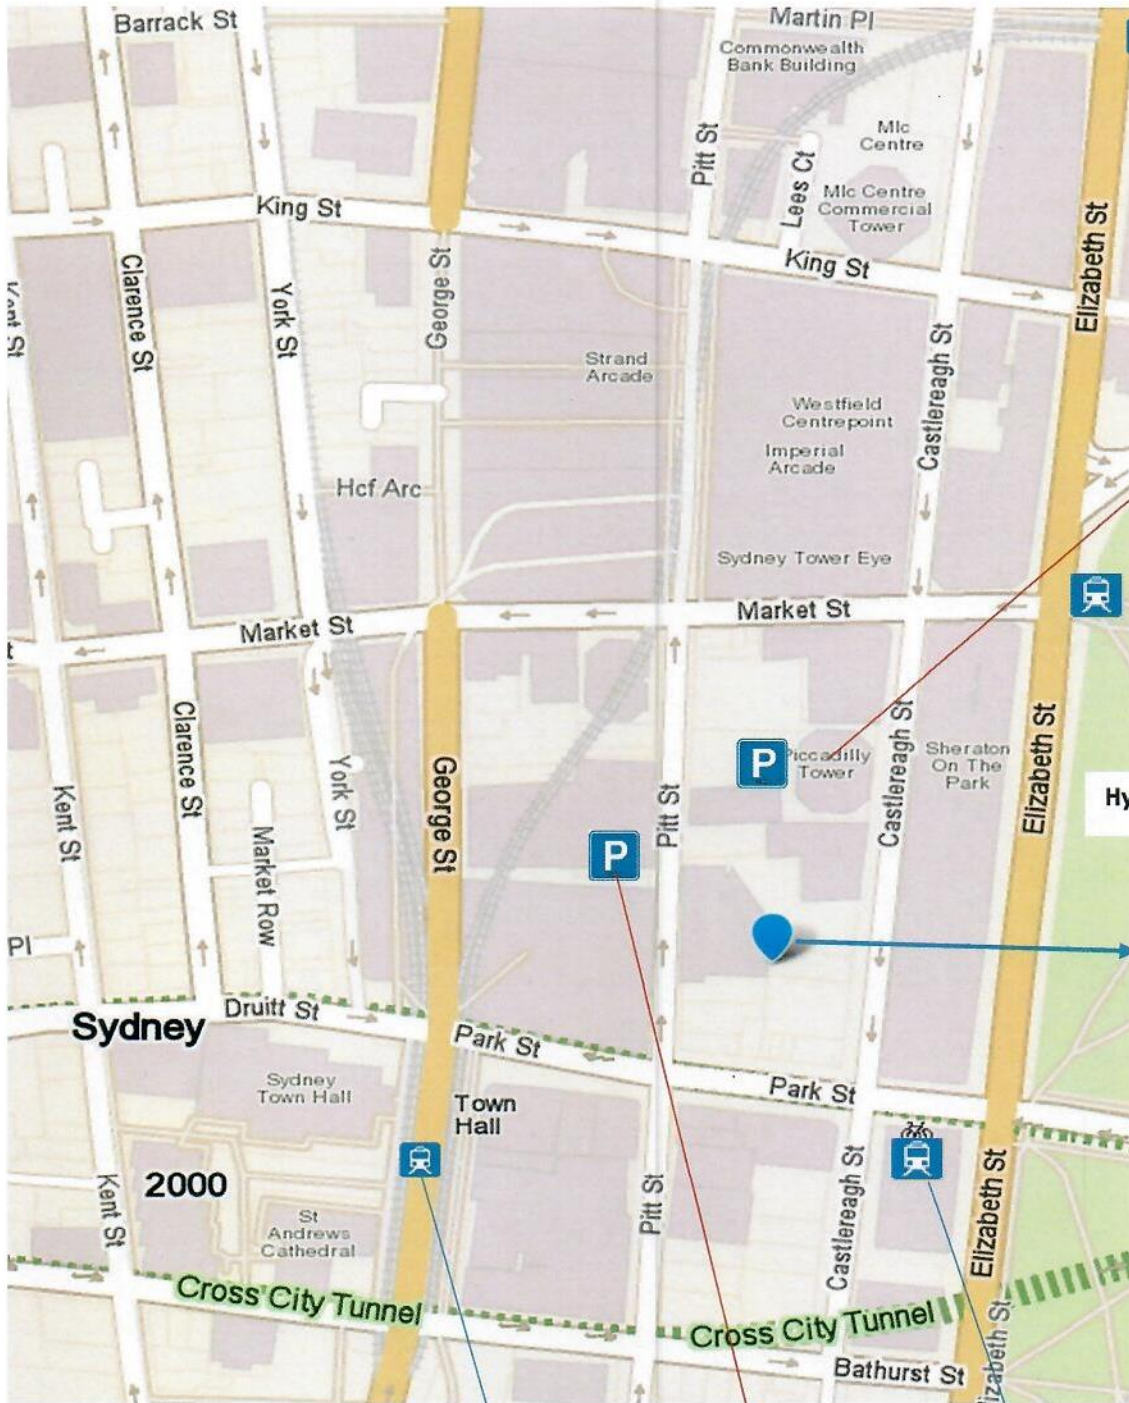 Barrack St
Martin Pl
Commonwealth
Bank Building
Pitt St
Mlc
Centre
Lees Ct
Mlc Centre
Commercial
Tower
King St
King St
Elizabeth St
Clarence St
York St
George St
Kent St
Strand
Arcade
Castlereagh St
Westfield
Centrepoint
Imperial
Arcade
Hcf Arc
Sydney Tower Eye
Market St
Market St
t
Clarence St
York St
George St
Kent St
Pitt St
P
Piccadilly
Tower
Castlereagh St
Sheraton
On The
Park
Elizabeth St
Hy
P
Market Row
Pl
Druitt St
Sydney
Park St
Park St
Sydney
Town Hall
Town
Hall
2000
Kent St
St
Andrews
Cathedral
Pitt St
Castlereagh St
Elizabeth St
Cross City Tunnel
Cross City Tunnel
Bathurst St
Elizabeth St